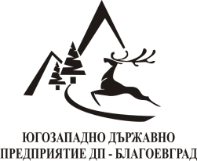 ЮГОЗАПАДНО ДЪРЖАВНО
ПРЕДПРИЯТИЕ ДП - БЛАГОЕВГРАД